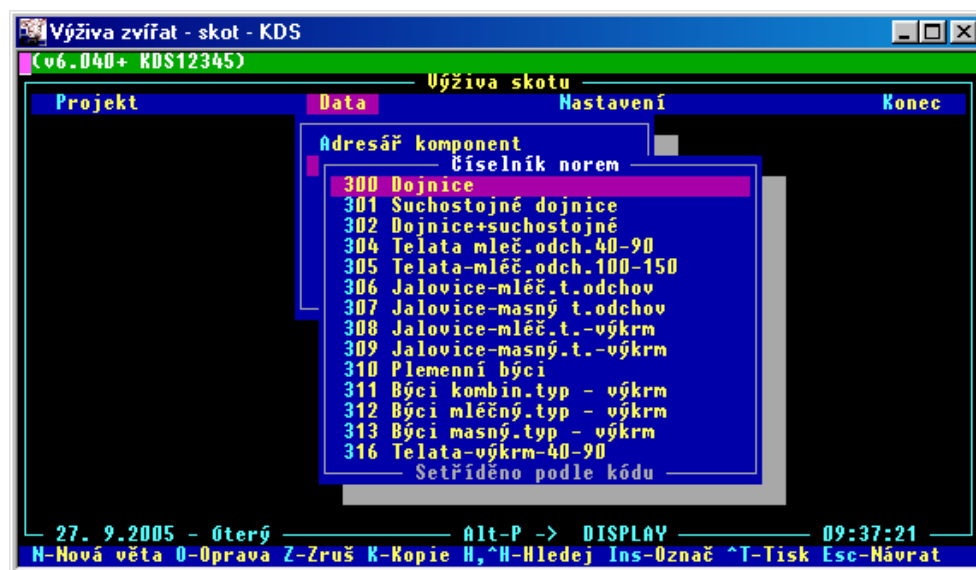 Výživa zvířat - skot - KDS
(v6.040+ KDS12345)
Výživa skotu
Projekt Data Nastavení Konec
Adresář komponent
Číselník norem
300 Dojnice
301 Suchostojné dojnice
302 Dojnice+suchostojné
304 Telata mleč.odch.40-90
305 Telata-mléč.odch.100-150
306 Jalovice-mléč.t.odchov
307 Jalovice-masný t.odchov
308 Jalovice-mléč.t.-výkrm
309 Jalovice-masný.t.-výkrm
310 Plemenní býci
311 Býci kombin.typ - výkrm
312 Býci mléčný.typ - výkrm
313 Býci masný.typ - výkrm
316 Telata-výkrm-40-90
Setříděno podle kódu
27. 9.2005 - úterý Alt-P -> DISPLAY 09:37:21
N-Nová věta O-Oprava Z-Zruš K-Kopie H,^H-Hledej Ins-Označ ^T-Tisk Esc-Návrat